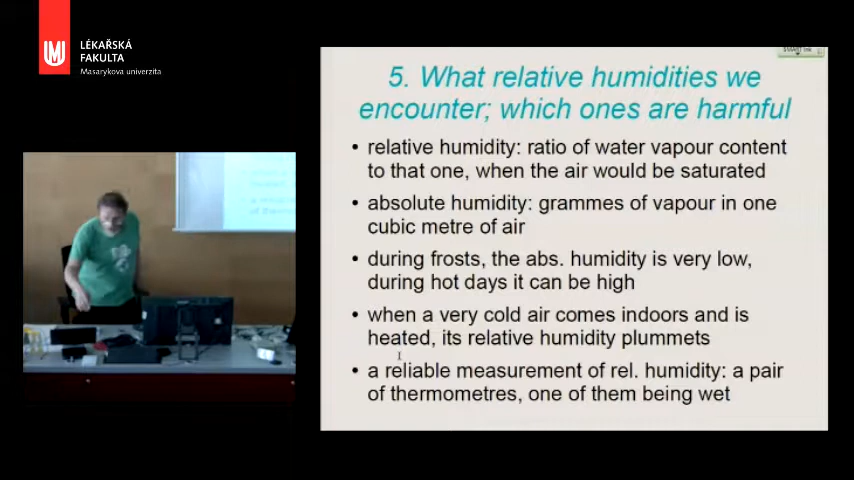 LÉKAŘSKÁ
FAKULTA
Masarykova univerzita
5. What relative humidities we
encounter; which ones are harmful
• relative humidity: ratio of water vapour content
to that one, when the air would be saturated
• absolute humidity: grammes of vapour in one
cubic metre of air
• during frosts, the abs. humidity is very low,
during hot days it can be high
• when a very cold air comes indoors and is
heated, its relative humidity plummets
• a reliable measurement of rel. humidity: a pair
of thermometres, one of them being wet